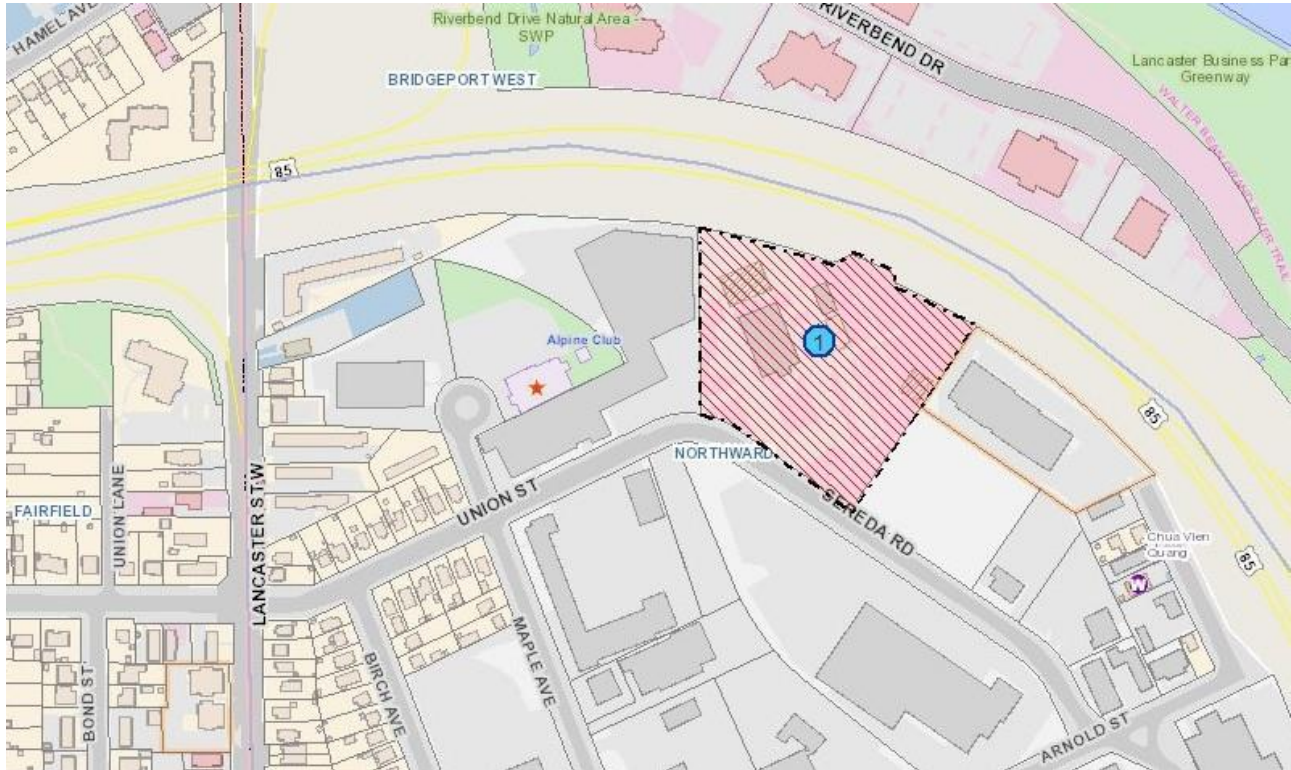 HAMEL AVE
Riverbend Drive Natural Area -
SWP
RIVERBEND DR
Lancaster Business Par
Greenway
BRIDGEPORT WEST
85
WALTER BEAN GRAND RIVER TRAIL
Alpine Club
1
85
NORTHWARD
UNION ST
SEREDA RD
FAIRFIELD
UNION LANE
LANCASTER ST W
Chua Vien
Quang
85
W
BOND ST
BIRCH AVE
MAPLE AVE
ARNOLD ST